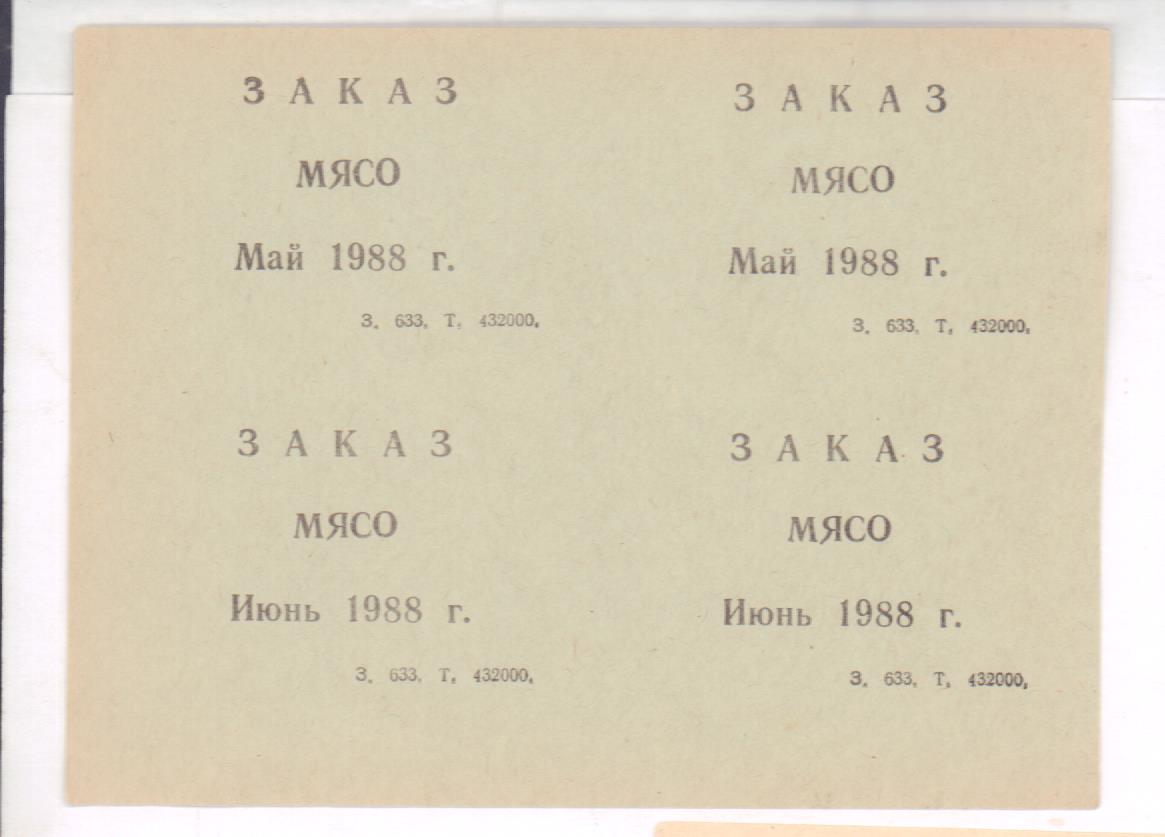 З А К А З
МЯСО
Май 1988 г.
З. 633. Т. 432000.
З А К А З
МЯСО
Май 1988 г.
З. 633. Т. 432000.
З А К А З
МЯСО
Июнь 1988 г.
З. 633. Т. 432000.
З А К А З
МЯСО
Июнь 1988 г.
З. 633. Т. 432000.